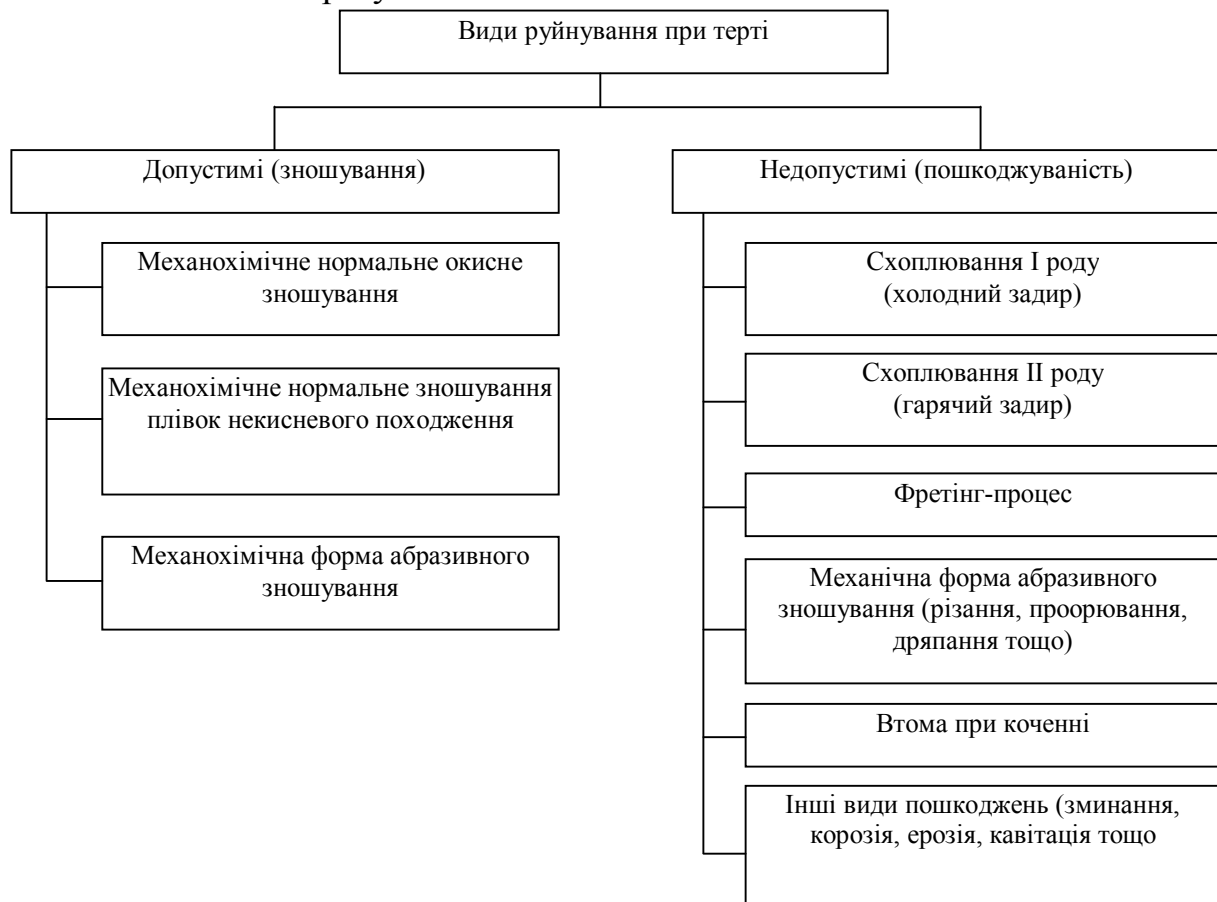 Види руйнування при терті
Допустимі (зношування)
Механохімічне нормальне окисне
зношування
Механохімічне нормальне зношування
плівок некисневого походження
Механохімічна форма абразивного
зношування
Недопустимі (пошкоджуваність)
Схоплювання І роду
(холодний задир)
Схоплювання ІІ роду
(гарячий задир)
Фретінг-процес
Механічна форма абразивного
зношування (різання, проорювання,
дряпання тощо)
Втома при коченні
Інші види пошкоджень (зминання,
корозія, ерозія, кавітація тощо